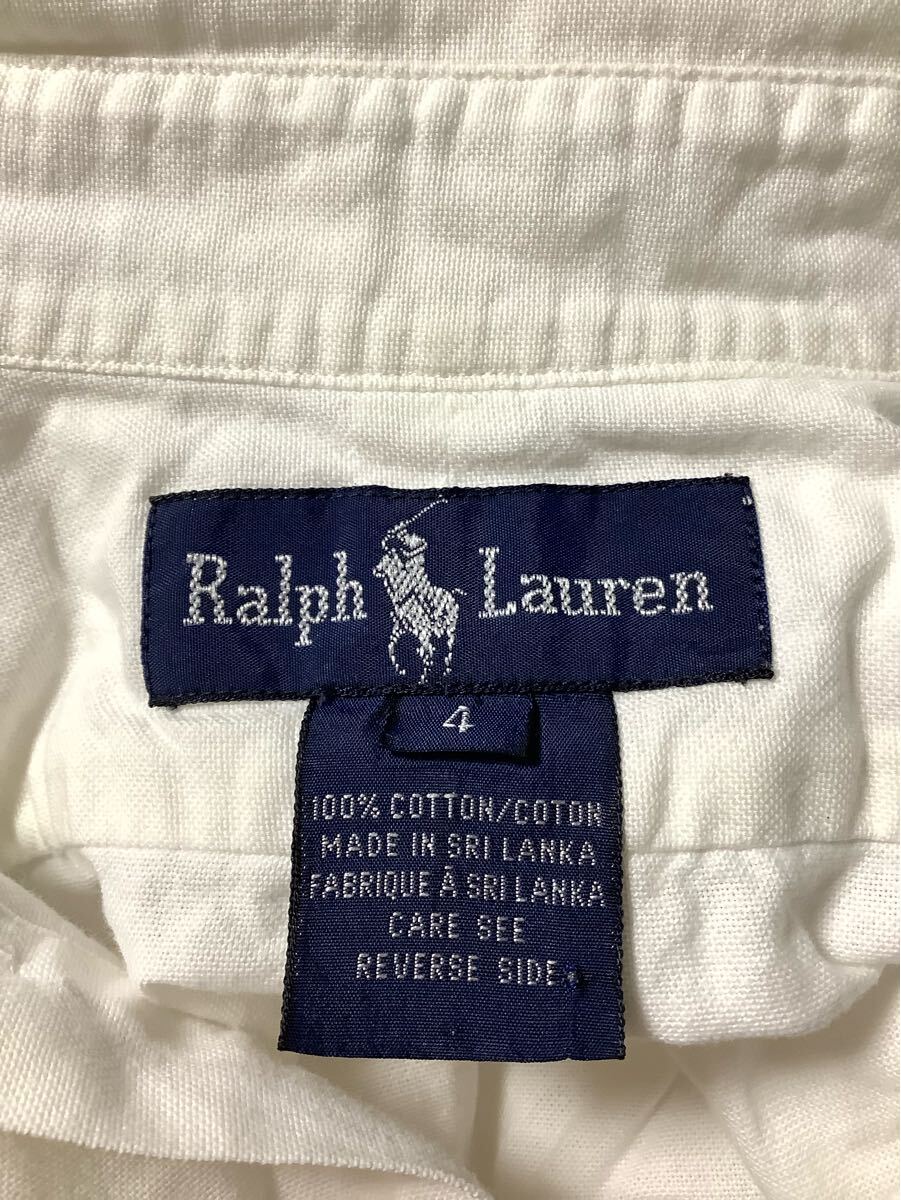 Ralph Lauren
4
100% COTTON/COTON
MADE IN SRI LANKA
FABRIQUE À SRI LANKA
CARE SEE
REVERSE SIDE